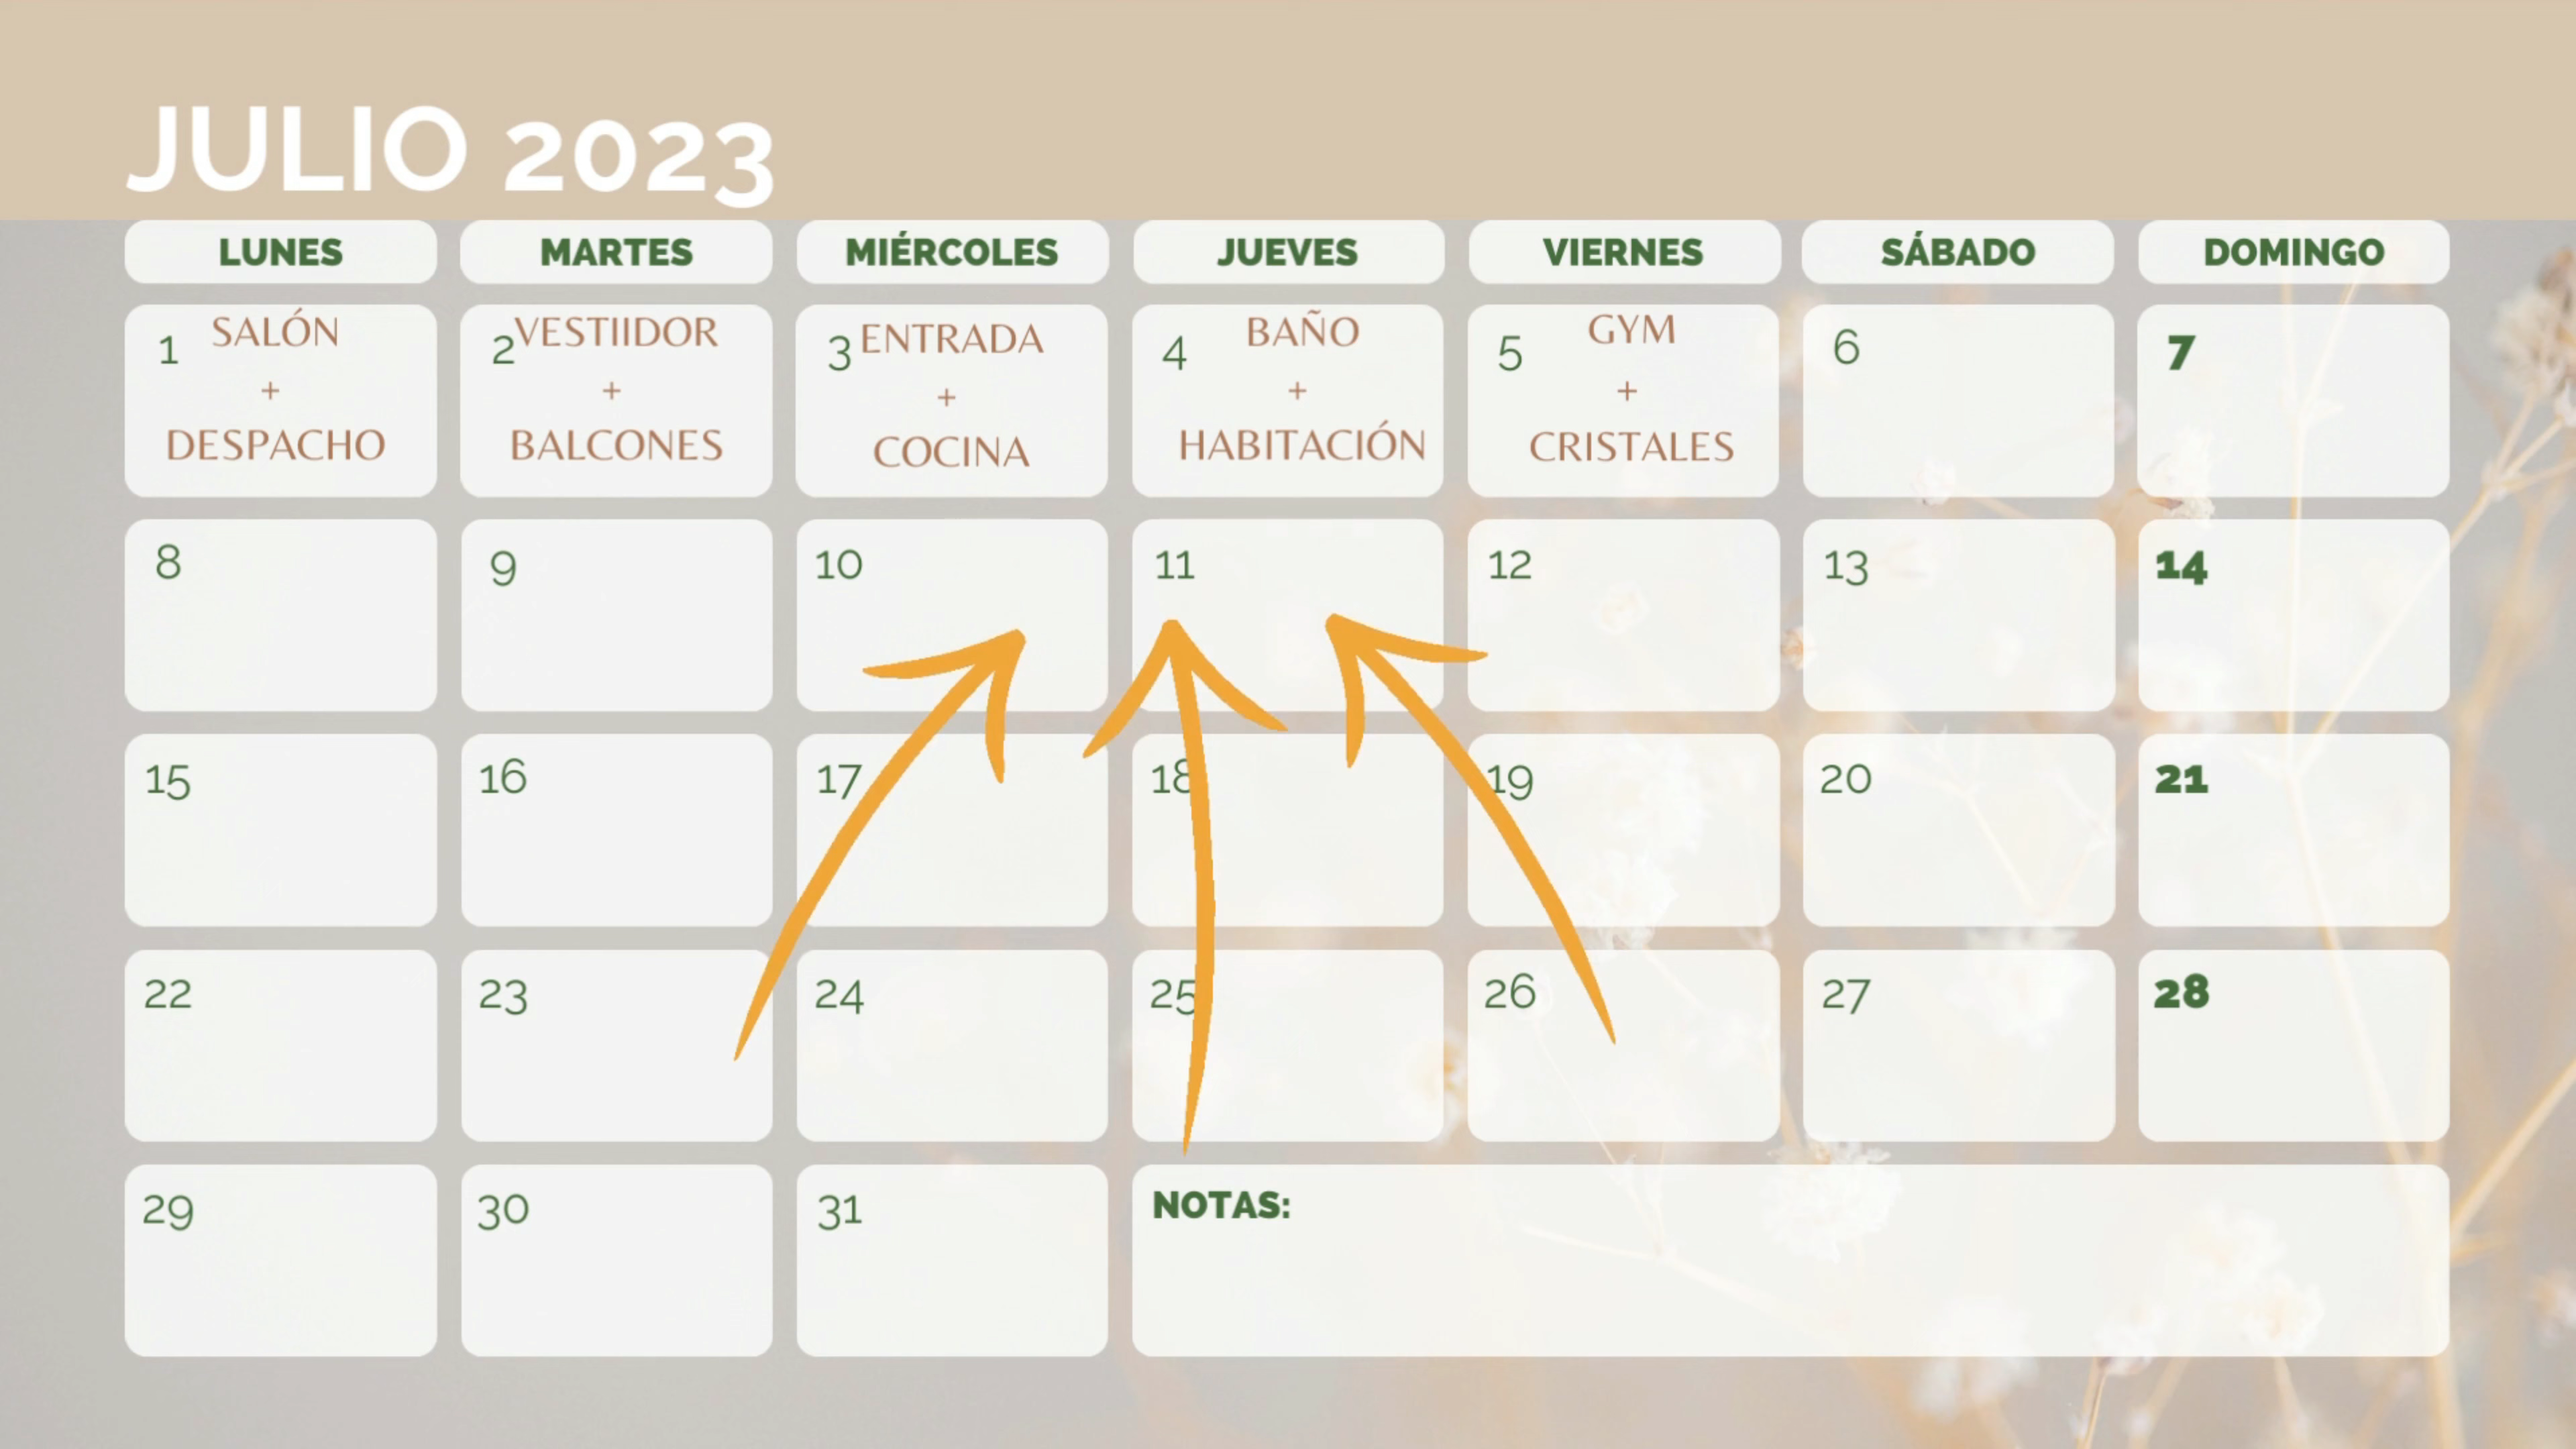 JULIO 2023
LUNES MARTES MIÉRCOLES JUEVES VIERNES SÁBADO DOMINGO
1 SALÓN + DESPACHO
2 VESTIIDOR + BALCONES
3 ENTRADA + COCINA
4 BAÑO + HABITACIÓN
5 GYM + CRISTALES
6
7
8 9 10 11 12 13 14
15 16 17 18 19 20 21
22 23 24 25 26 27 28
29 30 31
NOTAS: